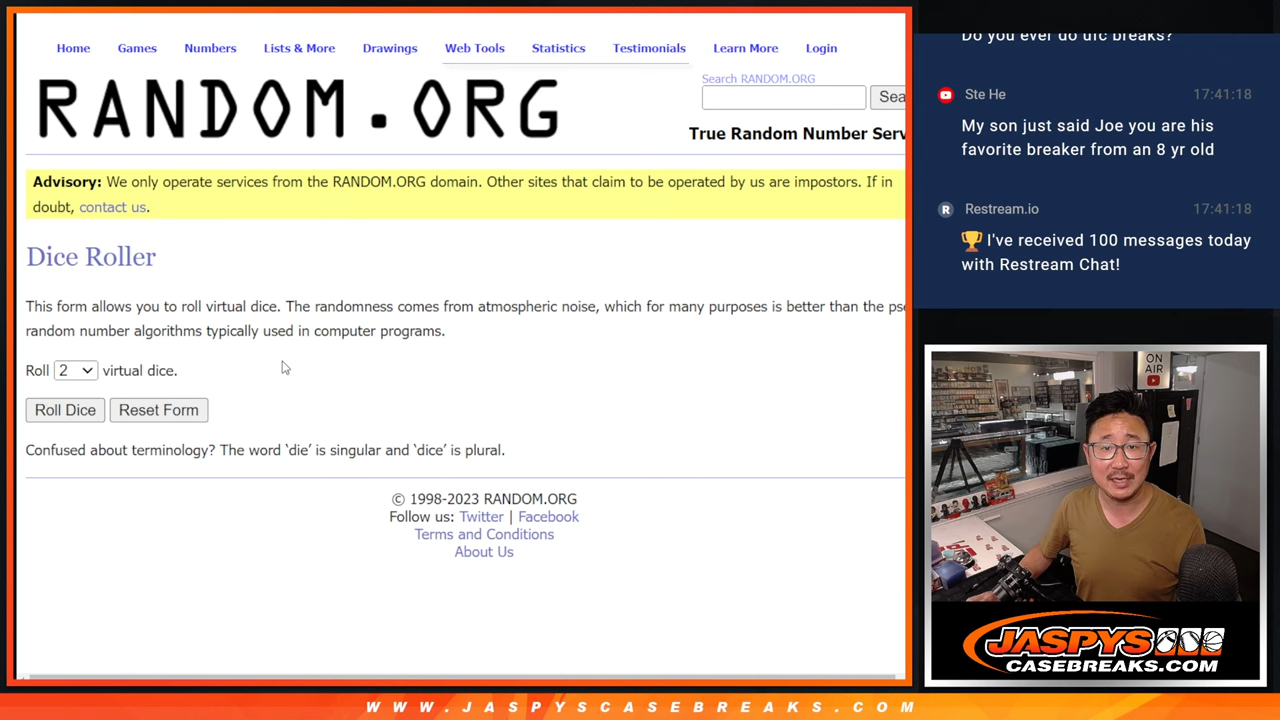 Home Games Numbers Lists & More Drawings Web Tools Statistics Testimonials Learn More Login
RANDOM.ORG
Search RANDOM.ORG
Sea
True Random Number Serv
Advisory: We only operate services from the RANDOM.ORG domain. Other sites that claim to be operated by us are impostors. If in
doubt, contact us.
Dice Roller
This form allows you to roll virtual dice. The randomness comes from atmospheric noise, which for many purposes is better than the pse
random number algorithms typically used in computer programs.
Roll 2 virtual dice.
Roll Dice Reset Form
Confused about terminology? The word ‘die’ is singular and ‘dice’ is plural.
© 1998-2023 RANDOM.ORG
Follow us: Twitter | Facebook
Terms and Conditions
About Us
Do you ever do ufc breaks?
Ste He 17:41:18
My son just said Joe you are his
favorite breaker from an 8 yr old
R Restream.io 17:41:18
🏆 I've received 100 messages today
with Restream Chat!
ON
AIR
JASPYS
CASEBREAKS.COM
WWW.JASPYSCASEBREAKS.COM